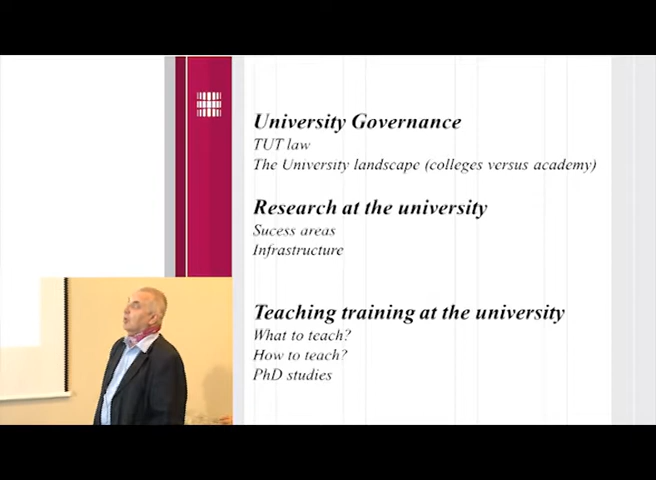 University Governance
TUT law
The University landscape (colleges versus academy)
Research at the university
Sucess areas
Infrastructure
Teaching training at the university
What to teach?
How to teach?
PhD studies